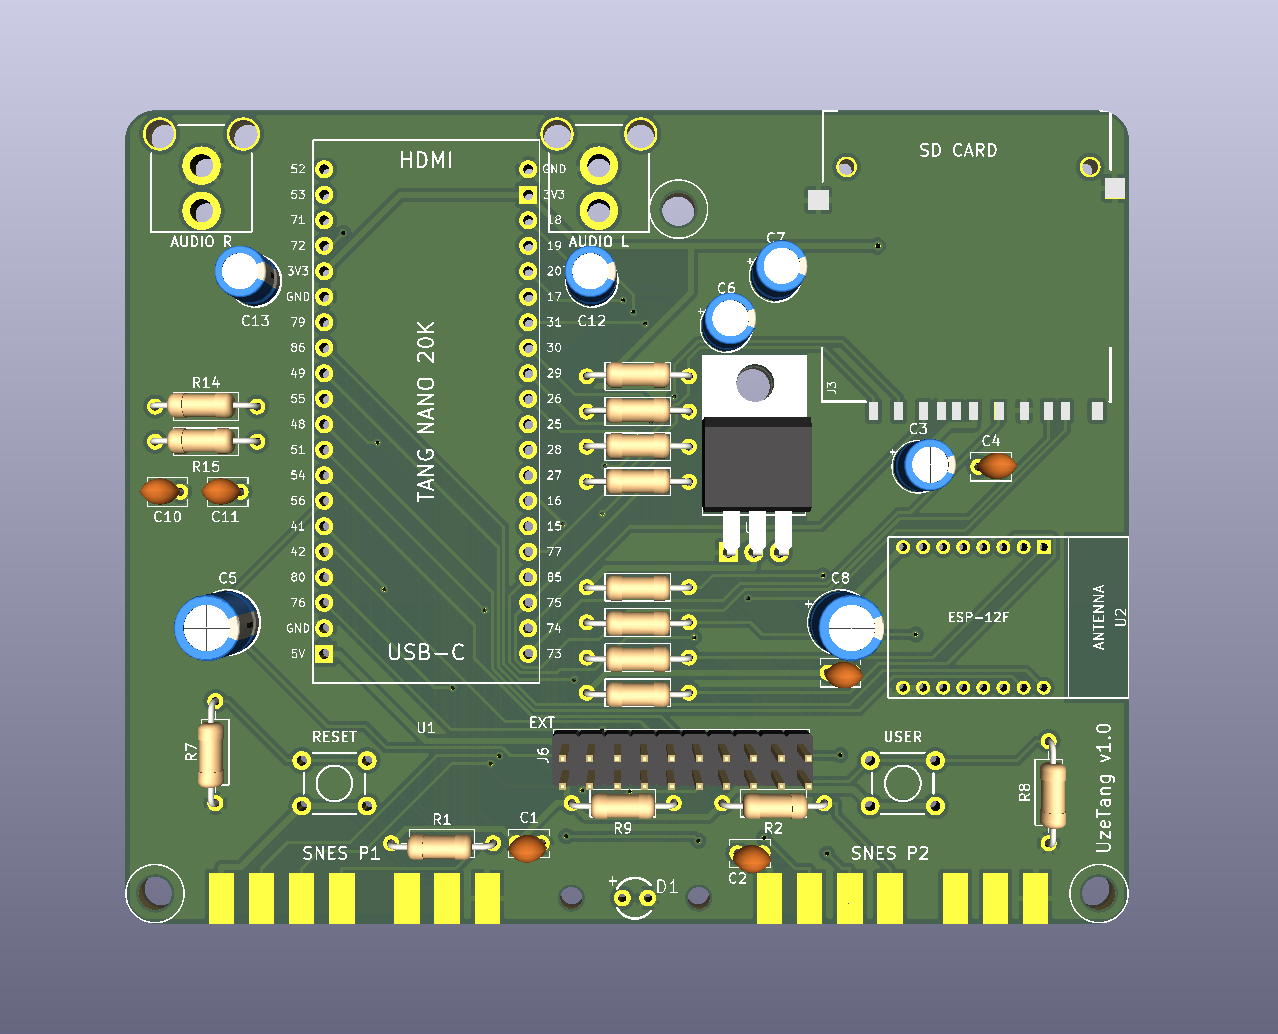 HDMI
SD CARD
52
53
71
72
3V3
GND
79
86
49
55
48
51
54
56
41
42
80
76
GND
5V
GND
3V3
18
19
20
17
31
30
29
26
25
28
27
16
15
77
85
75
74
73
TANG NANO 20K
USB-C
AUDIO R
AUDIO L
C13
C12
+
C7
+
C6
J3
R14
R15
C10
C11
+
C3
C4
U
C5
+
C8
ESP-12F
ANTENNA
U2
U1
EXT
J6
R7
RESET
USER
R8
UzeTang v1.0
R1
C1
R9
R2
C2
SNES P1
SNES P2
+
D1